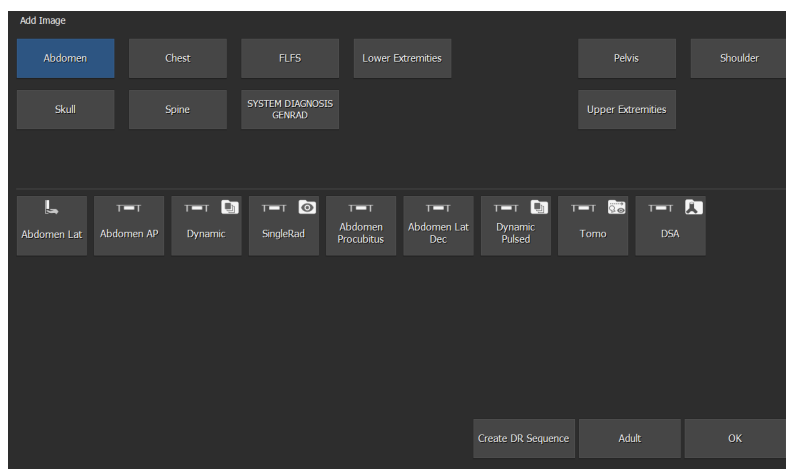 Add Image
Abdomen
Chest
FLFS
Lower Extremities
Pelvis
Shoulder
Skull
Spine
SYSTEM DIAGNOSIS
GENRAD
Upper Extremities
Abdomen Lat
Abdomen AP
Dynamic
SingleRad
Abdomen
Procubitus
Abdomen Lat
Dec
Dynamic
Pulsed
Tomo
DSA
Create DR Sequence
Adult
OK